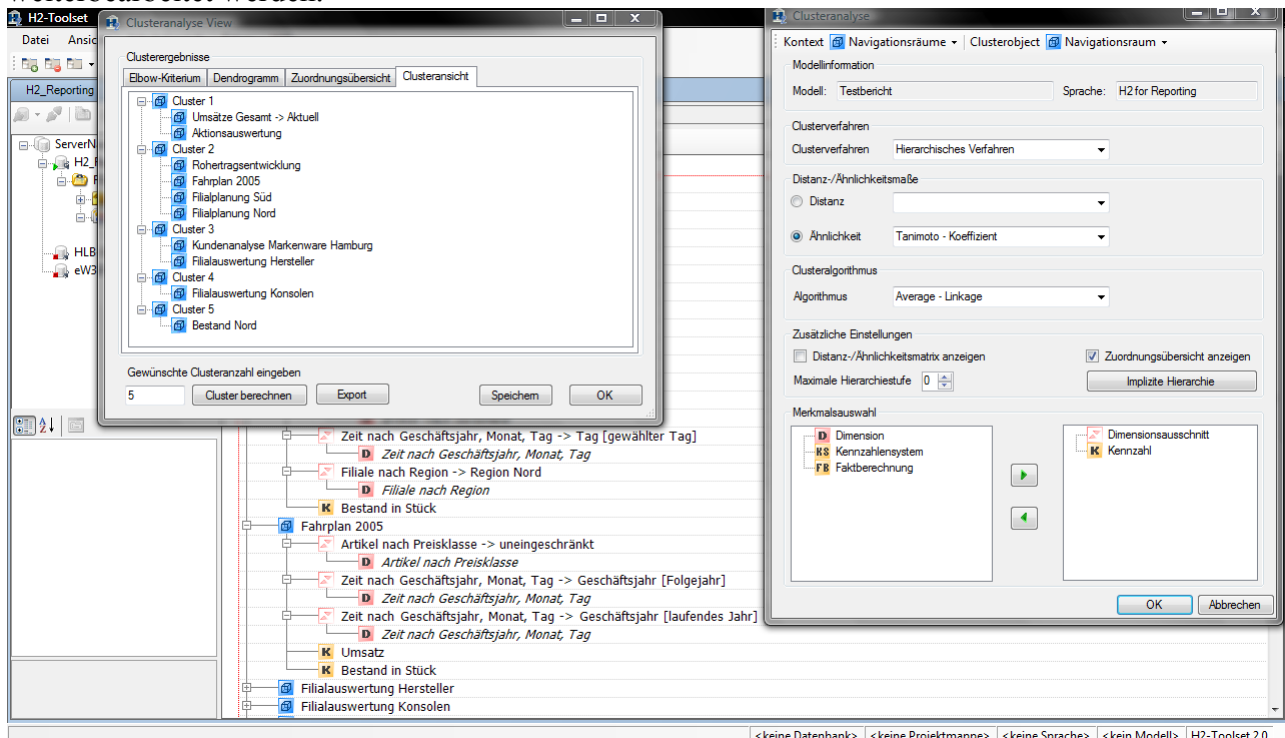 weiterbearbeitet werden.
H2-Toolset
Datei Ansic
H2_Reporting
ServerN
H2_F
HLB
eW3
Clusteranalyse View
Clusterergebnisse
Elbow-Kriterium Dendrogramm Zuordnungsübersicht Clusteransicht
Cluster 1
Umsätze Gesamt -> Aktuell
Aktionsauswertung
Cluster 2
Rohertragsentwicklung
Fahrplan 2005
Filialplanung Süd
Filialplanung Nord
Cluster 3
Kundenanalyse Markenware Hamburg
Filialauswertung Hersteller
Cluster 4
Filialauswertung Konsolen
Cluster 5
Bestand Nord
Gewünschte Clusteranzahl eingeben
5 Cluster berechnen Export Speichern OK
Zeit nach Geschäftsjahr, Monat, Tag -> Tag [gewählter Tag]
D Zeit nach Geschäftsjahr, Monat, Tag
Filiale nach Region -> Region Nord
D Filiale nach Region
K Bestand in Stück
Fahrplan 2005
Artikel nach Preisklasse -> uneingeschränkt
D Artikel nach Preisklasse
Zeit nach Geschäftsjahr, Monat, Tag -> Geschäftsjahr [Folgejahr]
D Zeit nach Geschäftsjahr, Monat, Tag
Zeit nach Geschäftsjahr, Monat, Tag -> Geschäftsjahr [laufendes Jahr]
D Zeit nach Geschäftsjahr, Monat, Tag
K Umsatz
K Bestand in Stück
Filialauswertung Hersteller
Filialauswertung Konsolen
Clusteranalyse
Kontext Navigationsräume Clusterobject Navigationsraum
Modellinformation
Modell: Testbericht Sprache: H2 for Reporting
Clusterverfahren
Clusterverfahren Hierarchisches Verfahren
Distanz-/Ähnlichkeitsmaße
Distanz
Ähnlichkeit Tanimoto - Koeffizient
Clusteralgorithmus
Algorithmus Average - Linkage
Zusätzliche Einstellungen
Distanz-/Ähnlichkeitsmatrix anzeigen Zuordnungsübersicht anzeigen
Maximale Hierarchiestufe 0 Implizite Hierarchie
Merkmalsauswahl
D Dimension
KS Kennzahlensystem
FB Faktberechnung
Dimensionsausschnitt
K Kennzahl
OK Abbrechen
<keine Datenbank> <keine Projektmappe> <keine Sprache> <kein Modell> H2-Toolset 2.0